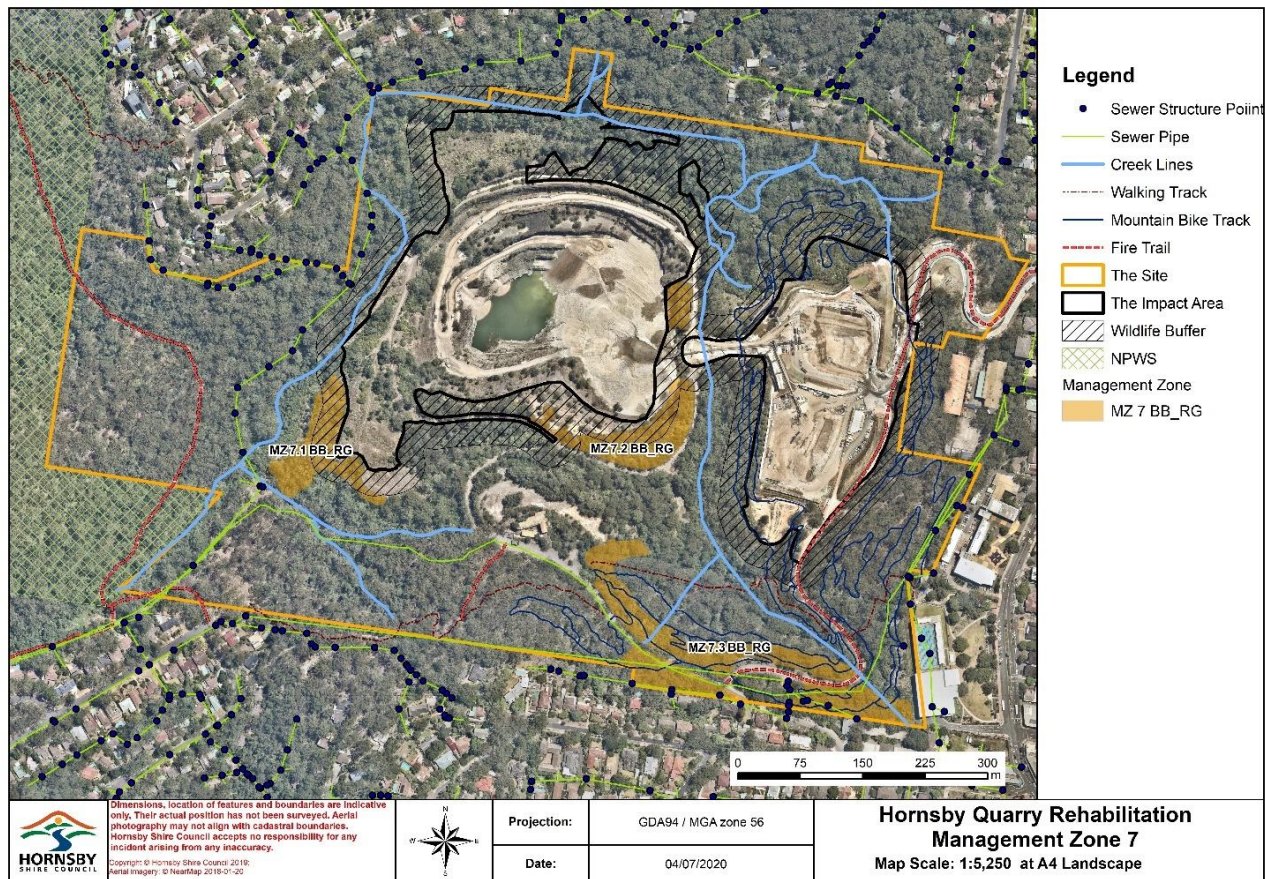 Legend
Sewer Structure Poiint
Sewer Pipe
Creek Lines
Walking Track
Mountain Bike Track
Fire Trail
The Site
The Impact Area
Wildlife Buffer
NPWS
Management Zone
MZ 7 BB_RG
MZ 7.1 BB_RG
MZ 7.2 BB_RG
MZ 7.3 BB_RG
0 75 150 225 300
m
HORNSBY
SHIRE COUNCIL
Dimensions, location of features and boundaries are indicative
only, Their actual position has not been surveyed. Aerial
photography may not align with cadastral boundaries.
Hornsby Shire Council accepts no responsibility for any
incident arising from any inaccuracy.
Copyright © Hornsby Shire Council 2019;
Aerial Imagery: © NearMap 2018-01-20
N
W E
S
Projection: GDA94 / MGA zone 56
Date: 04/07/2020
Hornsby Quarry Rehabilitation
Management Zone 7
Map Scale: 1:5,250 at A4 Landscape